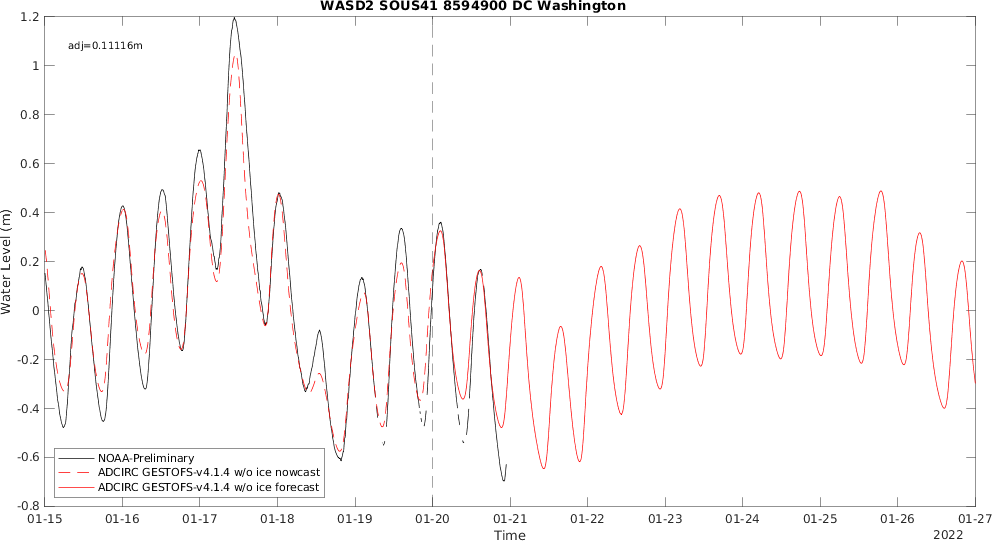 WASD2 SOUS41 8594900 DC Washington
adj=0.11116m
1.2
1
0.8
0.6
0.4
0.2
0
-0.2
-0.4
-0.6
-0.8
Water Level (m)
NOAA-Preliminary
ADCIRC GESTOFS-v4.1.4 w/o ice nowcast
ADCIRC GESTOFS-v4.1.4 w/o ice forecast
01-15 01-16 01-17 01-18 01-19 01-20 01-21 01-22 01-23 01-24 01-25 01-26 01-27
Time
2022